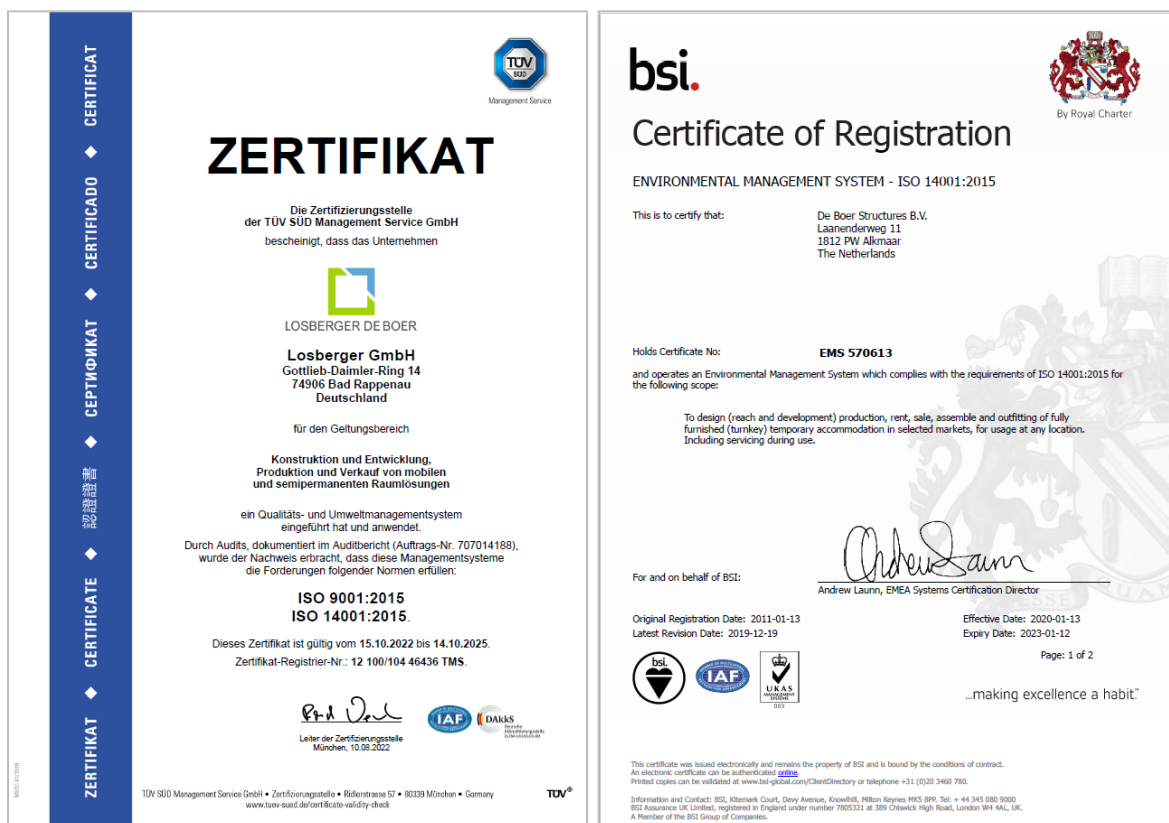 CERTIFICAT
CERTIFICADO
СЕРТИФИКАТ
認證證書
CERTIFICATE
ZERTIFIKAT
TÜV
SÜD
Management Service
ZERTIFIKAT
Die Zertifizierungsstelle
der TÜV SÜD Management Service GmbH
bescheinigt, dass das Unternehmen
LOSBERGER DE BOER
Losberger GmbH
Gottlieb-Daimler-Ring 14
74906 Bad Rappenau
Deutschland
für den Geltungsbereich
Konstruktion und Entwicklung,
Produktion und Verkauf von mobilen
und semipermanenten Raumlösungen
ein Qualitäts- und Umweltmanagementsystem
eingeführt hat und anwendet.
Durch Audits, dokumentiert im Auditbericht (Auftrags-Nr. 707014188),
wurde der Nachweis erbracht, dass diese Managementsysteme
die Forderungen folgender Normen erfüllen:
ISO 9001:2015
ISO 14001:2015.
Dieses Zertifikat ist gültig vom 15.10.2022 bis 14.10.2025.
Zertifikat-Registrier-Nr.: 12 100/104 46436 TMS.
Leiter der Zertifizierungsstelle
München, 10.08.2022
IAF
DAkkS
Deutsche
Akkreditierungsstelle
TÜV SÜD Management Service GmbH • Zertifizierungsstelle • Ridlerstrasse 57 • 80339 München • Germany
www.tuev-sued.de/certificate-validity-check
TÜV®
bsi.
By Royal Charter
Certificate of Registration
ENVIRONMENTAL MANAGEMENT SYSTEM - ISO 14001:2015
This is to certify that:
De Boer Structures B.V.
Laanenderweg 11
1812 PW Alkmaar
The Netherlands
Holds Certificate No:
EMS 570613
and operates an Environmental Management System which complies with the requirements of ISO 14001:2015 for
the following scope:
To design (reach and development) production, rent, sale, assemble and outfitting of fully
furnished (turnkey) temporary accommodation in selected markets, for usage at any location.
Including servicing during use.
For and on behalf of BSI:
Andrew Launn, EMEA Systems Certification Director
Original Registration Date: 2011-01-13
Effective Date: 2020-01-13
Latest Revision Date: 2019-12-19
Expiry Date: 2023-01-12
Page: 1 of 2
bsi.
IAF
UKAS
MANAGEMENT
SYSTEMS
003
...making excellence a habit.™
This certificate was issued electronically and remains the property of BSI and is bound by the conditions of contract.
An electronic certificate can be authenticated online.
Printed copies can be validated at www.bsi-global.com/ClientDirectory or telephone +31 (0)20 3460 780.
Information and Contact: BSI, Kitemark Court, Davy Avenue, Knowlhill, Milton Keynes MK5 8PP. Tel: + 44 345 080 9000
BSI Assurance UK Limited, registered in England under number 7805321 at 389 Chiswick High Road, London W4 4AL, UK.
A Member of the BSI Group of Companies.